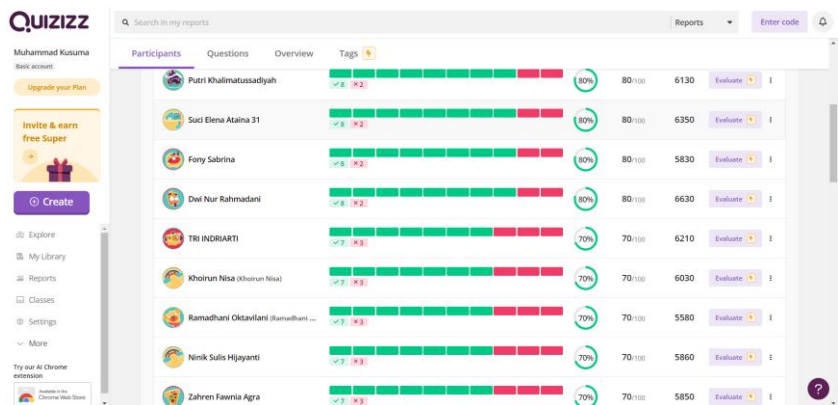 QUIZIZZ
Search in my reports
Reports
Enter code
Muhammad Kusuma
Basic account
Upgrade your Plan
Invite & earn
free Super
Create
Explore
My Library
Reports
Classes
Settings
More
Try our AI Chrome
extension
Available in the
Chrome Web Store
Participants Questions Overview Tags
Putri Khalimatussadiyah 80% 80/100 6130 Evaluate
✓8 ×2
Suci Elena Ataina 31 80% 80/100 6350 Evaluate
✓8 ×2
Fony Sabrina 80% 80/100 5830 Evaluate
✓8 ×2
Dwi Nur Rahmadani 80% 80/100 6630 Evaluate
✓8 ×2
TRI INDRIARTI 70% 70/100 6210 Evaluate
✓7 ×3
Khoirun Nisa (Khoirun Nisa) 70% 70/100 6030 Evaluate
✓7 ×3
Ramadhani Oktavilani (Ramadhani ... 70% 70/100 5580 Evaluate
✓7 ×3
Ninik Sulis Hijayanti 70% 70/100 5860 Evaluate
✓7 ×3
Zahren Fawnia Agra 70% 70/100 5850 Evaluate
✓7 ×3
?